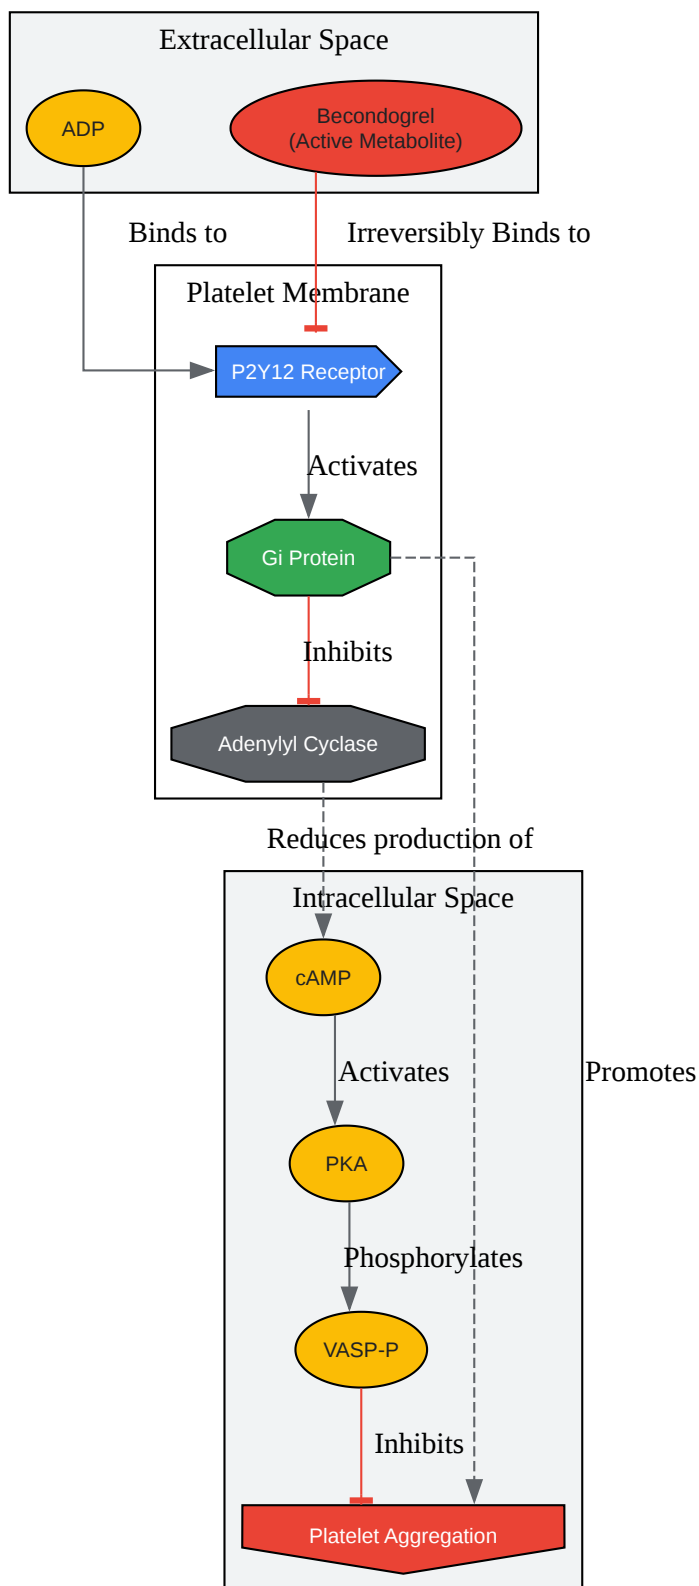 Extracellular Space
ADP
Becondogrel
(Active Metabolite)
Binds to
Irreversibly Binds to
Platelet Membrane
P2Y12 Receptor
Activates
Gi Protein
Inhibits
Adenylyl Cyclase
Reduces production of
Intracellular Space
cAMP
Activates
Promotes
PKA
Phosphorylates
VASP-P
Inhibits
Platelet Aggregation